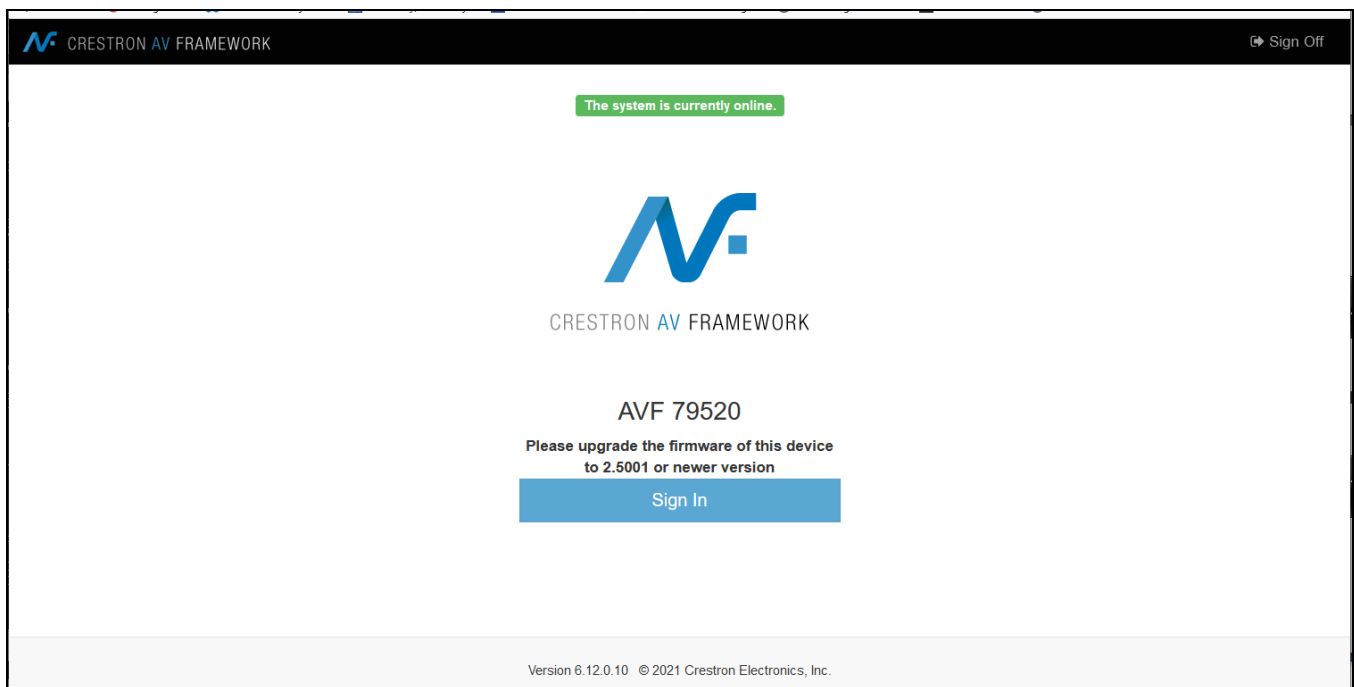 CRESTRON AV FRAMEWORK
Sign Off
The system is currently online.
CRESTRON AV FRAMEWORK
AVF 79520
Please upgrade the firmware of this device
to 2.5001 or newer version
Sign In
Version 6.12.0.10 © 2021 Crestron Electronics, Inc.